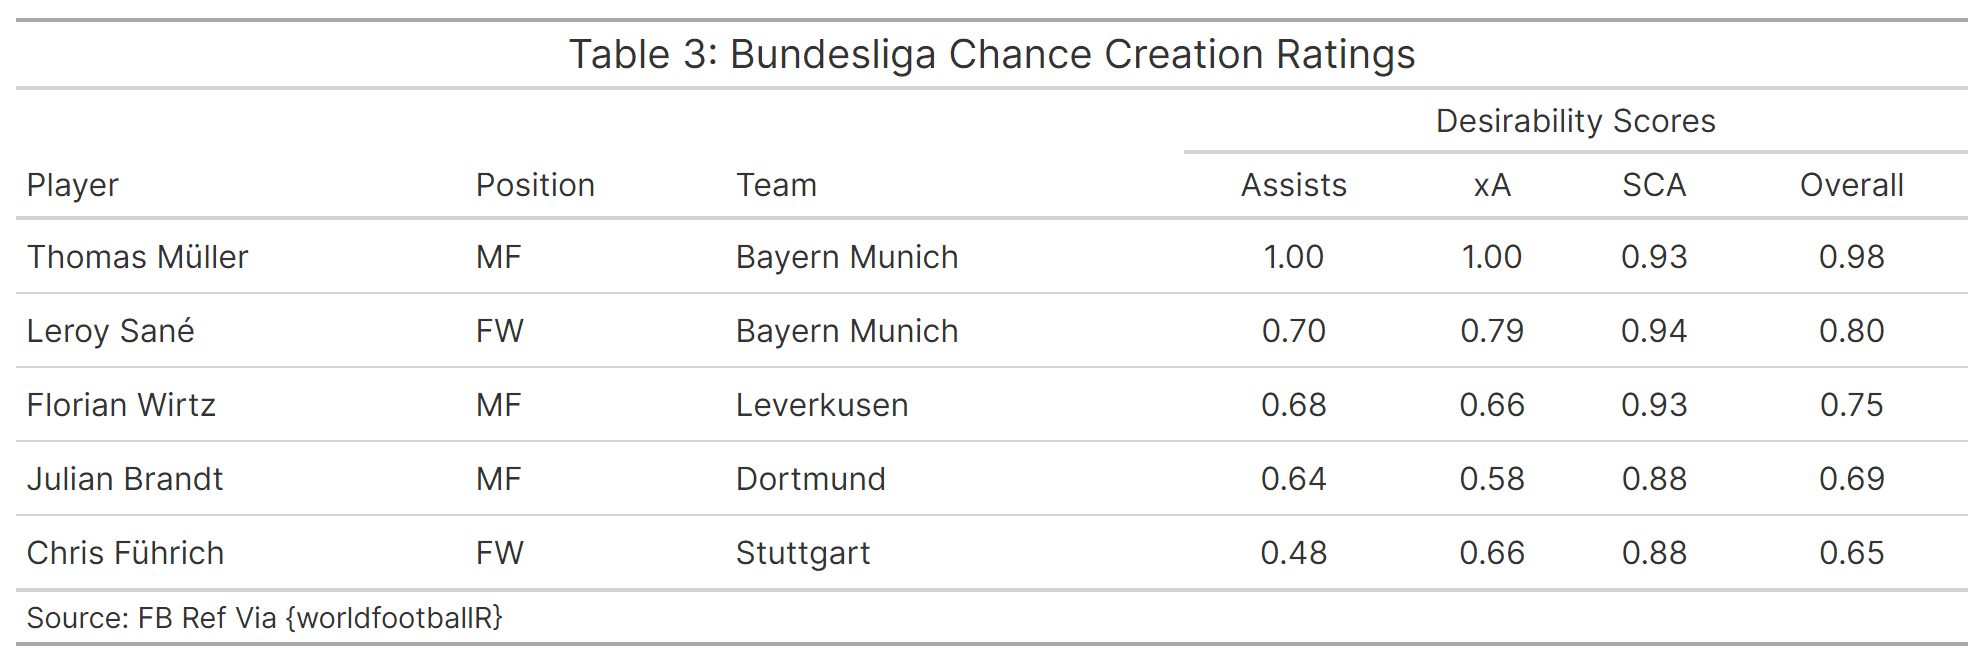 Table 3: Bundesliga Chance Creation Ratings
Desirability Scores
Player Position Team Assists xA SCA Overall
Thomas Müller MF Bayern Munich 1.00 1.00 0.93 0.98
Leroy Sané FW Bayern Munich 0.70 0.79 0.94 0.80
Florian Wirtz MF Leverkusen 0.68 0.66 0.93 0.75
Julian Brandt MF Dortmund 0.64 0.58 0.88 0.69
Chris Führich FW Stuttgart 0.48 0.66 0.88 0.65
Source: FB Ref Via {worldfootballR}